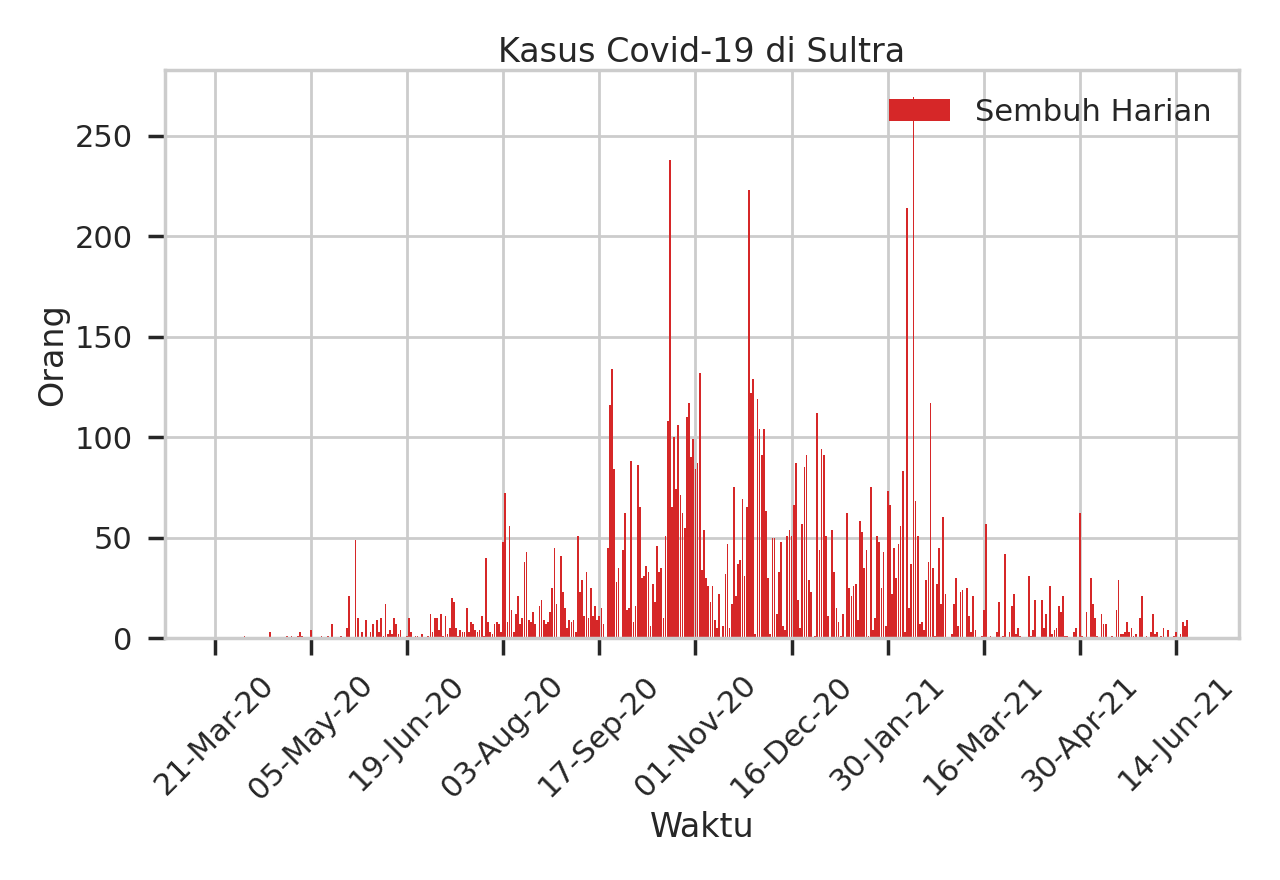 Kasus Covid-19 di Sultra
Sembuh Harian
Orang
250
200
150
100
50
0
21-Mar-20
05-May-20
19-Jun-20
03-Aug-20
17-Sep-20
01-Nov-20
16-Dec-20
30-Jan-21
16-Mar-21
30-Apr-21
14-Jun-21
Waktu